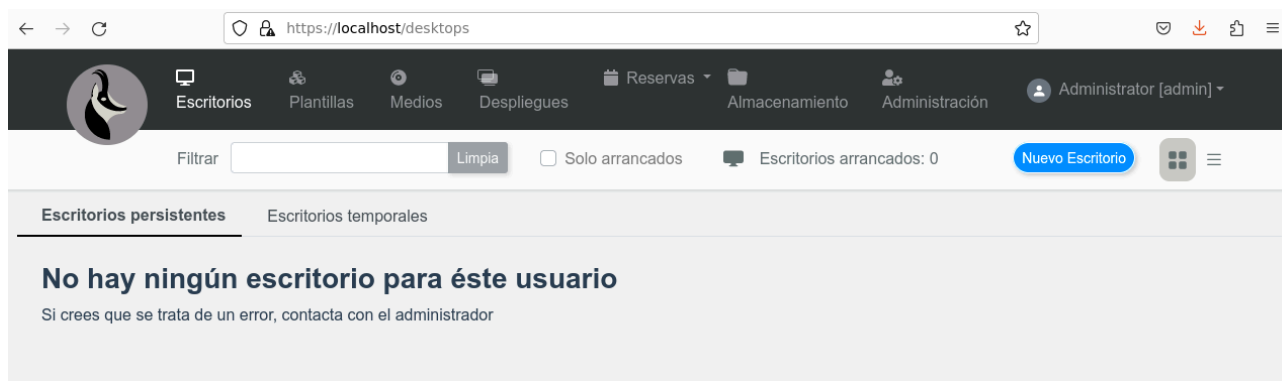 https://localhost/desktops
Escritorios
Plantillas
Medios
Despliegues
Reservas
Almacenamiento
Administración
Administrator [admin]
Filtrar
Limpia
Solo arrancados
Escritorios arrancados: 0
Nuevo Escritorio
Escritorios persistentes
Escritorios temporales
No hay ningún escritorio para éste usuario
Si crees que se trata de un error, contacta con el administrador